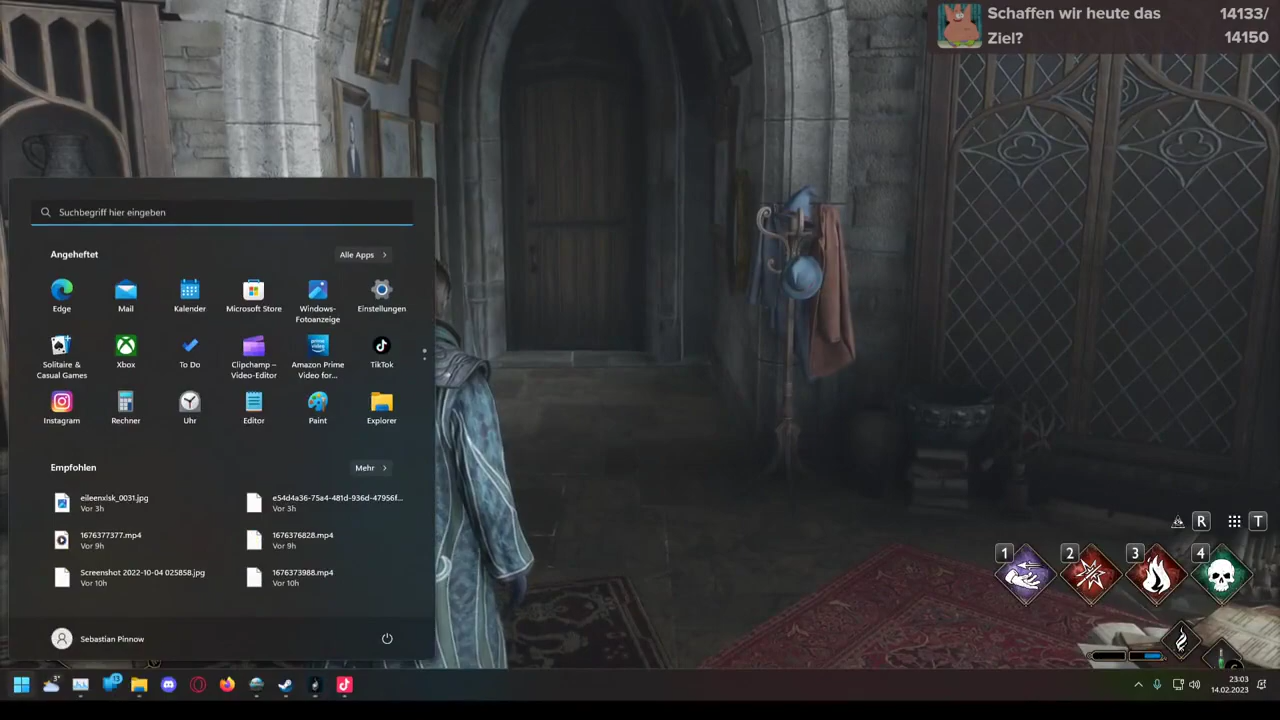 Schaffen wir heute das
Ziel?
14133/
14150
Suchbegriff hier eingeben
Angeheftet
Alle Apps
Edge
Mail
Kalender
Microsoft Store
Windows-
Fotoanzeige
Einstellungen
Solitaire &
Casual Games
Xbox
To Do
Clipchamp –
Video-Editor
Amazon Prime
Video for...
TikTok
Instagram
Rechner
Uhr
Editor
Paint
Explorer
Empfohlen
Mehr
eileenxlsk_0031.jpg
Vor 3h
e54d4a36-75a4-481d-936d-47956f...
Vor 3h
1676377377.mp4
Vor 9h
1676376828.mp4
Vor 9h
Screenshot 2022-10-04 025858.jpg
Vor 10h
1676373988.mp4
Vor 10h
Sebastian Pinnow
R
T
1
2
3
4
3°
13
23:03
14.02.2023